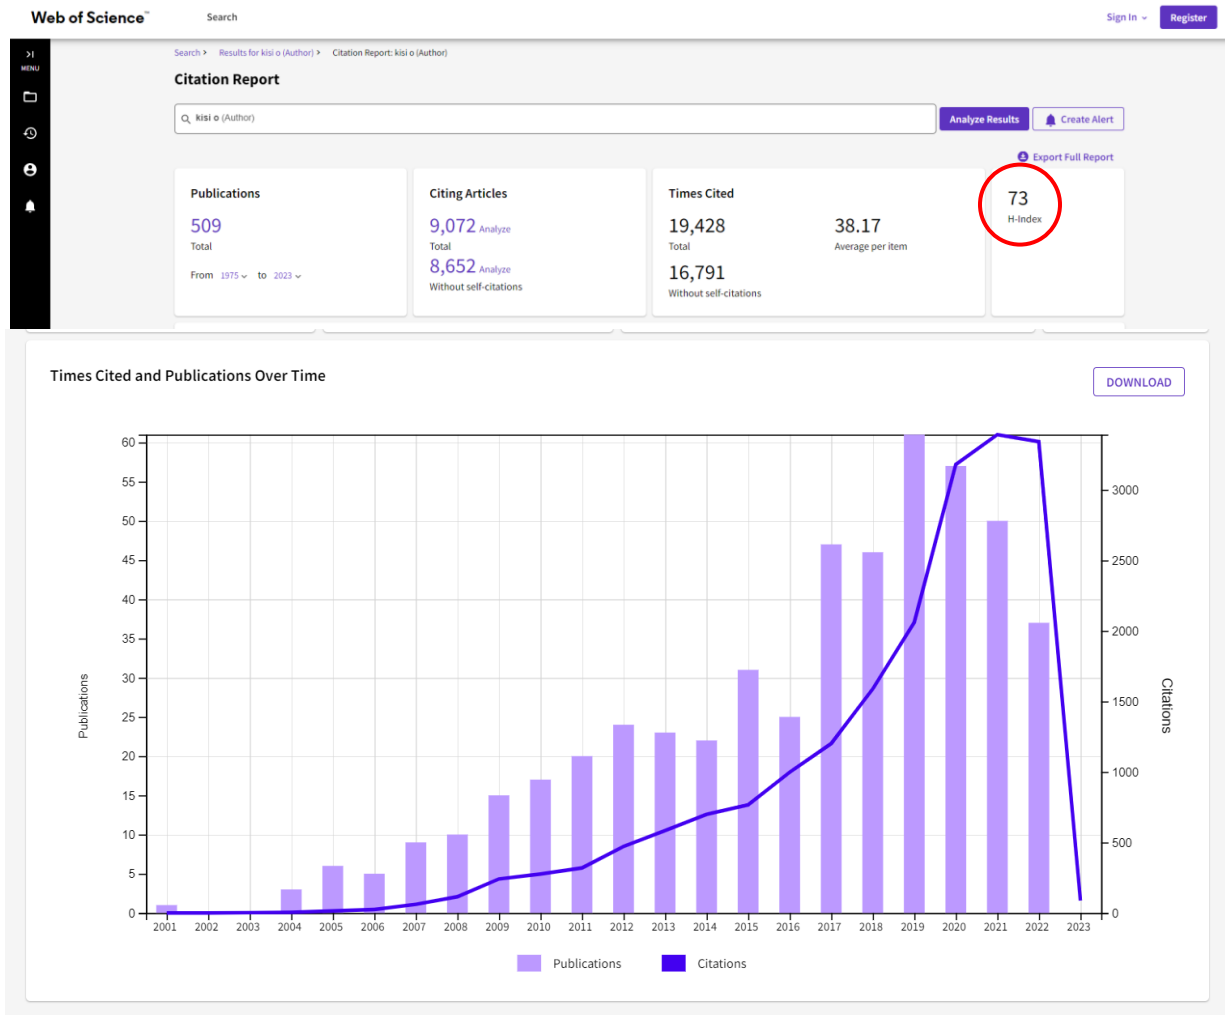 Web of Science™ Search Sign In Register
MENU
Search > Results for kisi o (Author) > Citation Report: kisi o (Author)
Citation Report
kisi o (Author) Analyze Results Create Alert
Export Full Report
Publications
509
Total
From 1975 to 2023
Citing Articles
9,072 Analyze
Total
8,652 Analyze
Without self-citations
Times Cited
19,428
Total
16,791
Without self-citations
38.17
Average per item
73
H-Index
Times Cited and Publications Over Time
DOWNLOAD
60
55
50
45
40
35
30
25
20
15
10
5
0
Publications
3000
2500
2000
1500
1000
500
0
Citations
2001 2002 2003 2004 2005 2006 2007 2008 2009 2010 2011 2012 2013 2014 2015 2016 2017 2018 2019 2020 2021 2022 2023
Publications Citations